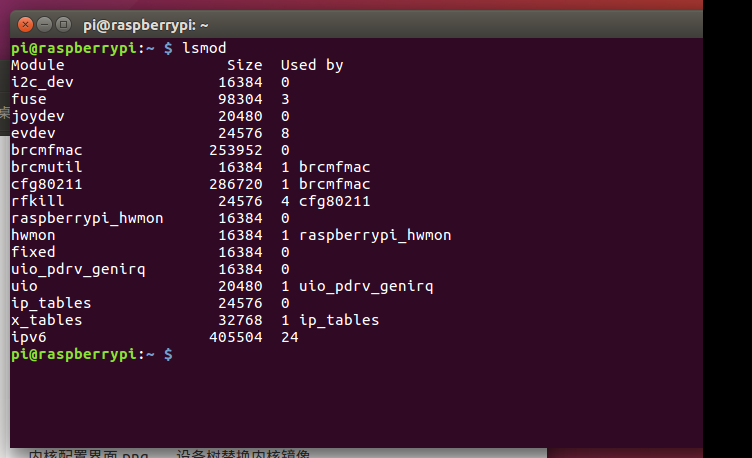 pi@raspberrypi: ~
pi@raspberrypi:~ $ lsmod
Module                  Size  Used by
i2c_dev                16384  0
fuse                   98304  3
joydev                 20480  0
evdev                  24576  8
brcmfmac              253952  0
brcmutil               16384  1 brcmfmac
cfg80211              286720  1 brcmfmac
rfkill                 24576  4 cfg80211
raspberrypi_hwmon      16384  0
hwmon                  16384  1 raspberrypi_hwmon
fixed                  16384  0
uio_pdrv_genirq        16384  0
uio                    20480  1 uio_pdrv_genirq
ip_tables              24576  0
x_tables               32768  1 ip_tables
ipv6                  405504  24
pi@raspberrypi:~ $
桌
内核配置界面.png 设备树替换内核镜像